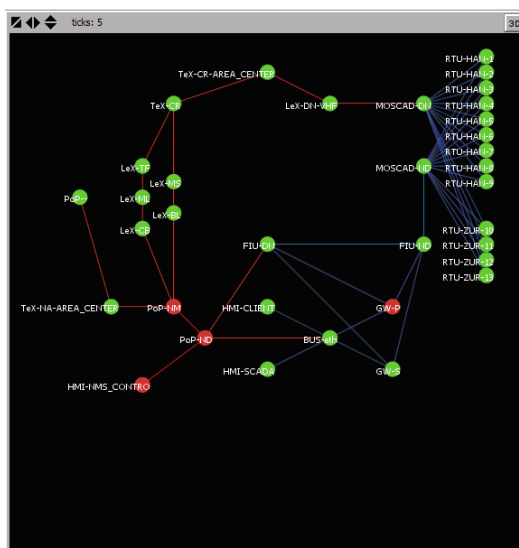 ticks: 5
3D
RTU-HAN-1
TeX-CR-AREA_CENTER
RTU-HAN-2
RTU-HAN-3
TeX-CR
LeX-DN-VHF
MOSCAD-DN
RTU-HAN-4
RTU-HAN-5
RTU-HAN-6
RTU-HAN-7
LeX-TF
MOSCAD-ND
RTU-HAN-8
LeX-MS
RTU-HAN-9
PoP--
LeX-ML
LeX-BL
LeX-CB
RTU-ZUR-10
FIU-DN
FIU-ND
RTU-ZUR-11
RTU-ZUR-12
RTU-ZUR-13
TeX-NA-AREA_CENTER
PoP-NM
HMI-CLIENT
GW-P
PoP-ND
BUS-eth
HMI-SCADA
GW-S
HMI-NMS_CONTRO